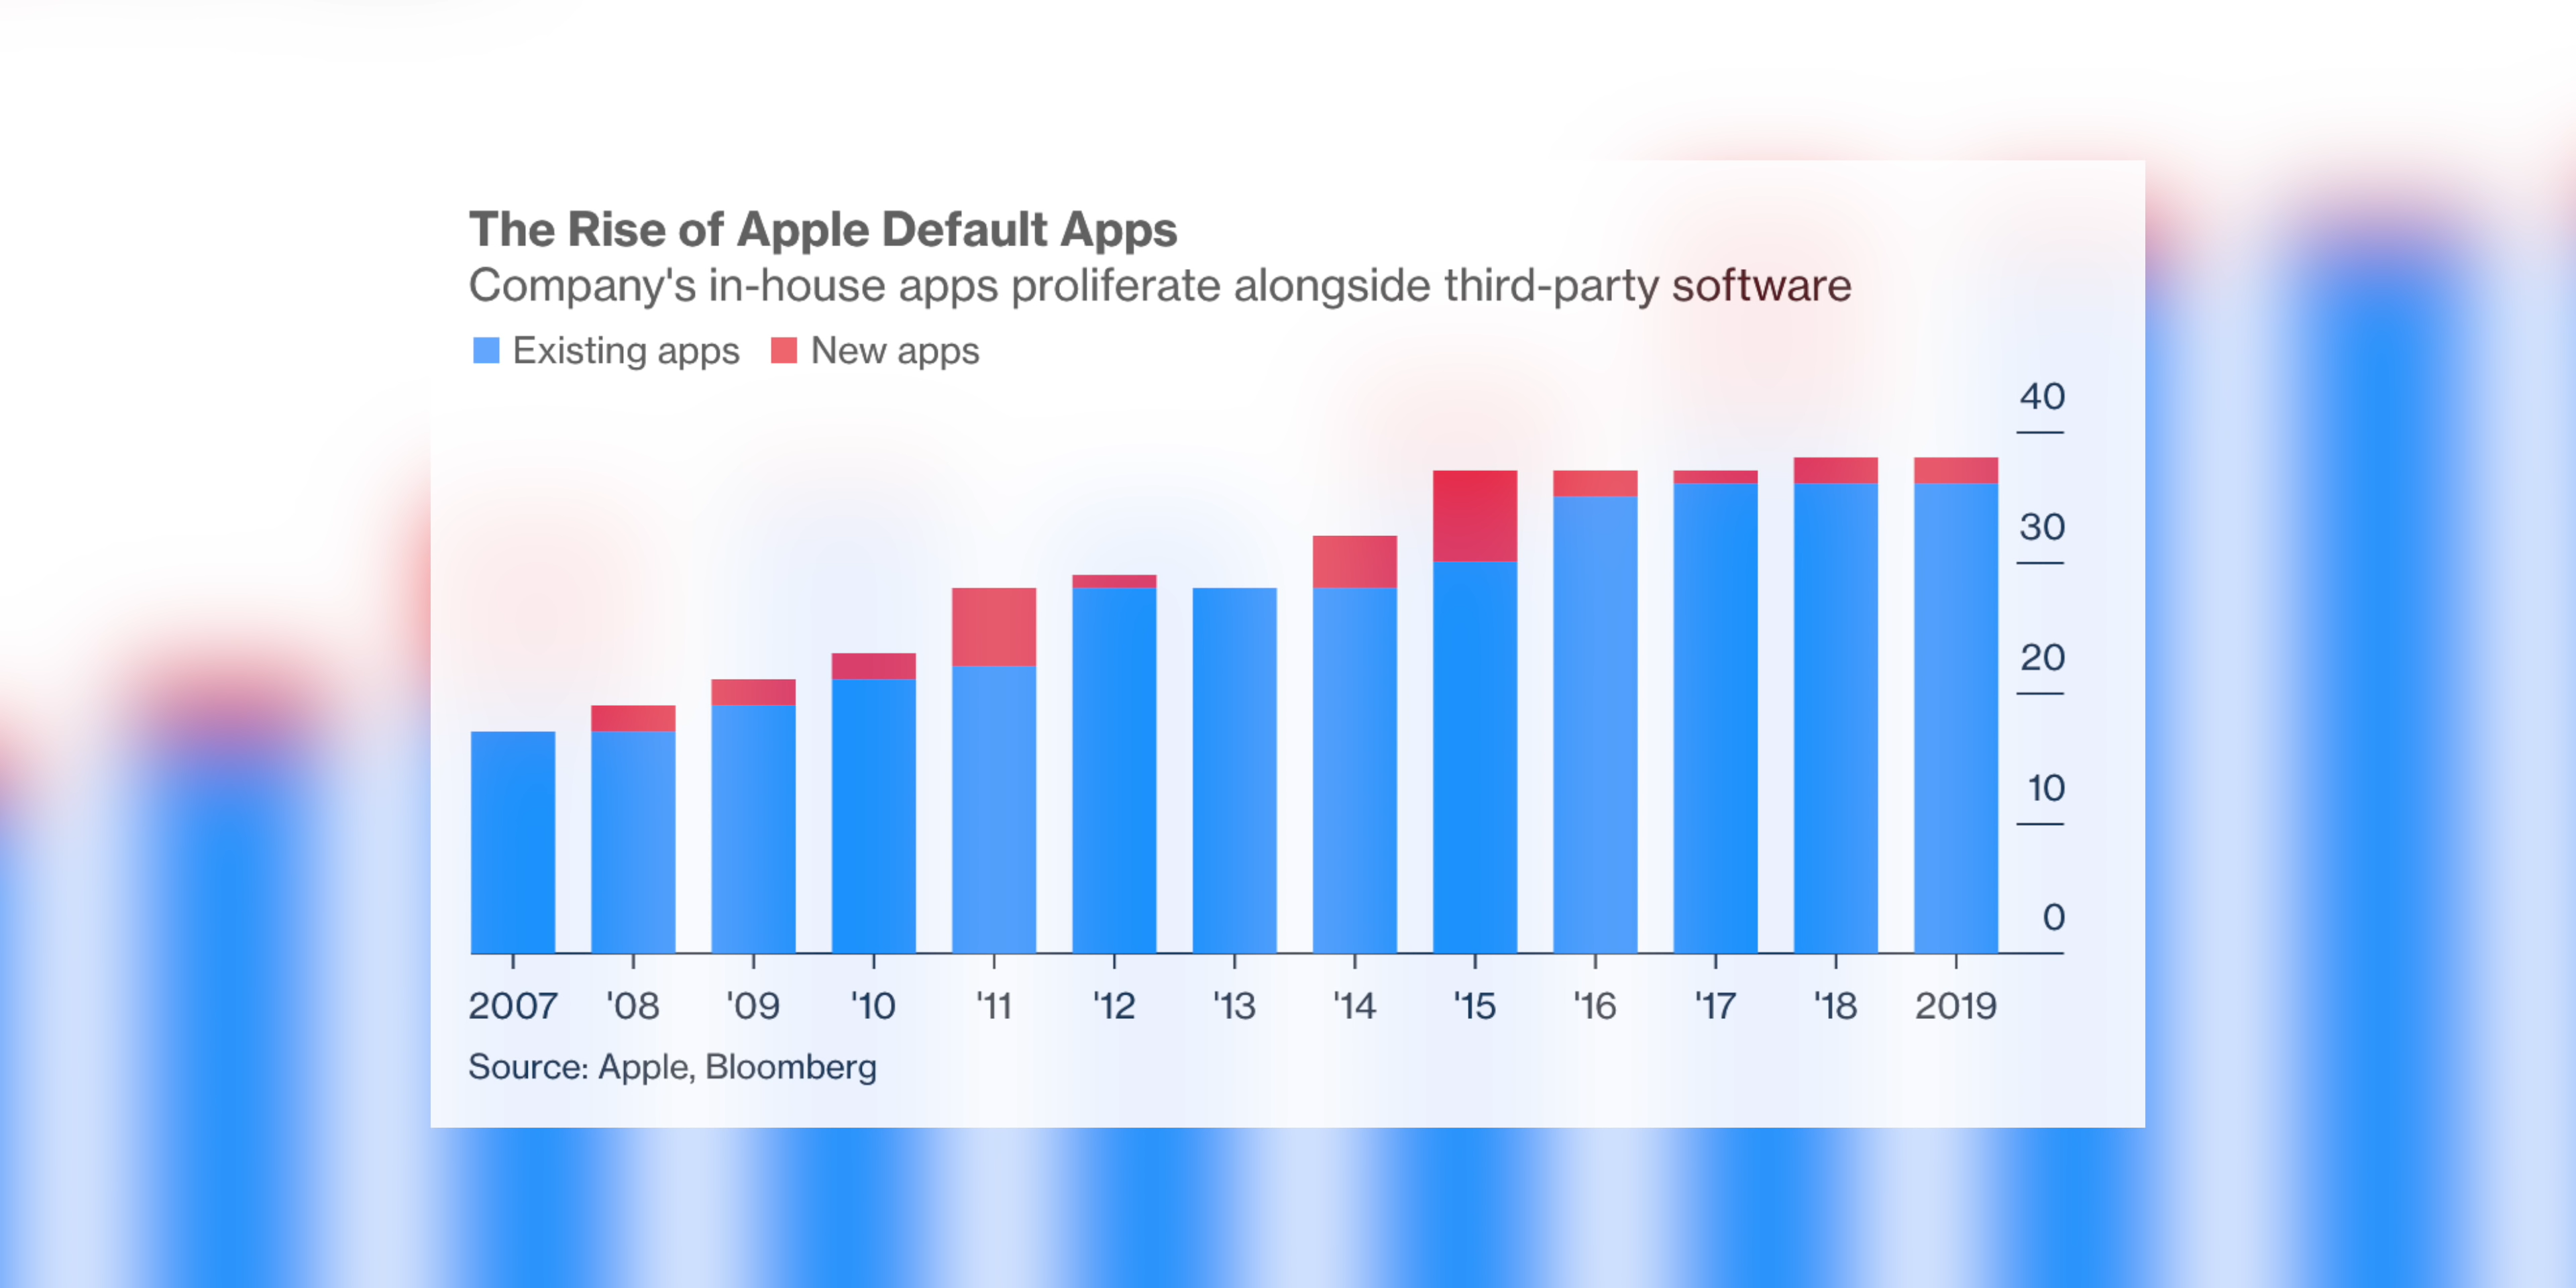 The Rise of Apple Default Apps
Company's in-house apps proliferate alongside third-party software
Existing apps New apps
40
30
20
10
0
2007 '08 '09 '10 '11 '12 '13 '14 '15 '16 '17 '18 2019
Source: Apple, Bloomberg